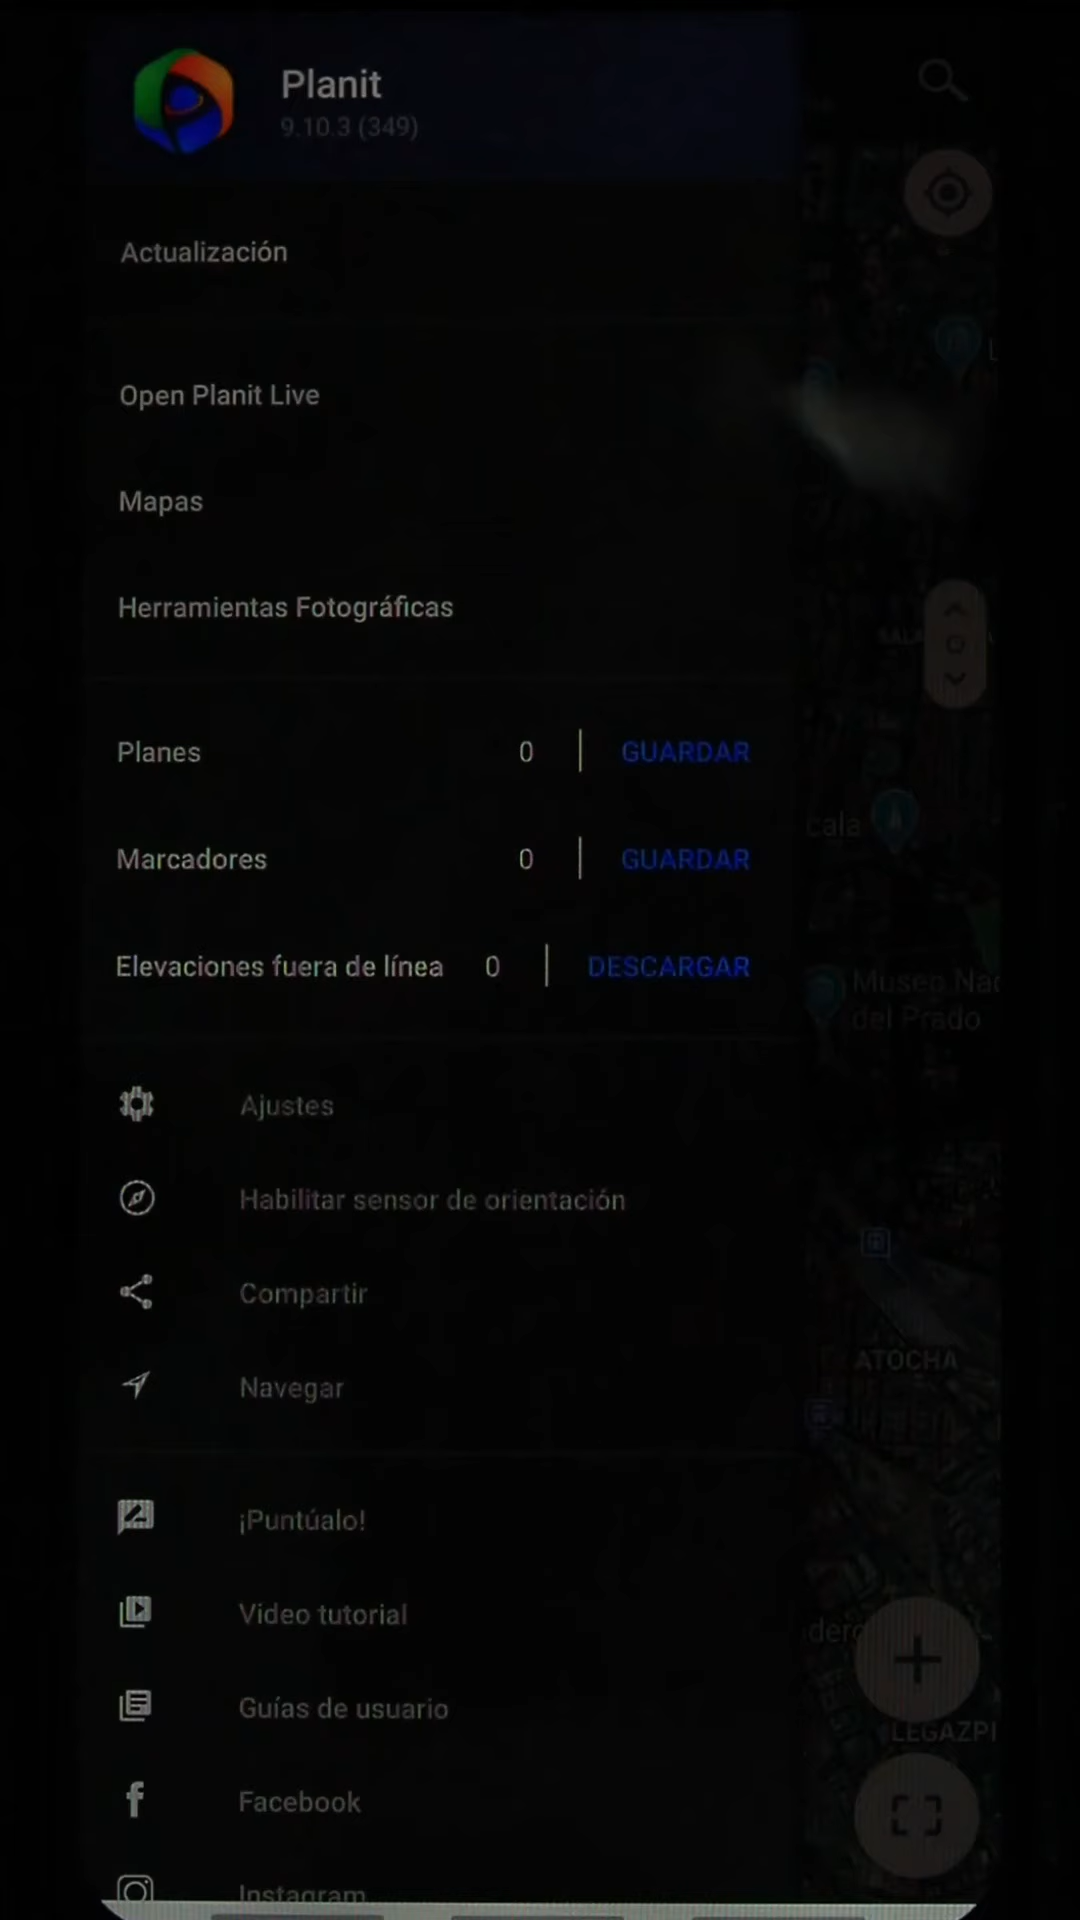 Planit
9.10.3 (349)
Actualización
Open Planit Live
Mapas
Herramientas Fotográficas
Planes 0 | GUARDAR
Marcadores 0 | GUARDAR
Elevaciones fuera de línea 0 | DESCARGAR
Ajustes
Habilitar sensor de orientación
Compartir
Navegar
¡Puntúalo!
Video tutorial
Guías de usuario
Facebook
Instagram
cala
Museo Nac
del Prado
ATOCHA
LEGAZPI